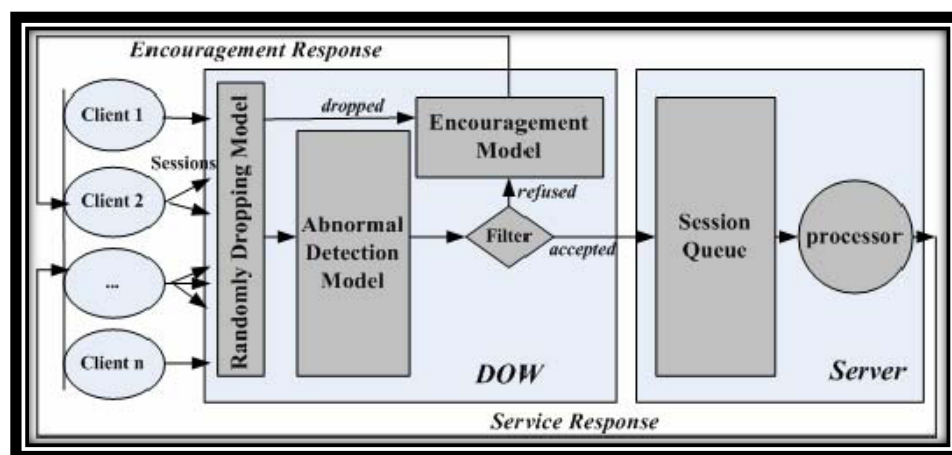 Encouragement Response
Client 1
Client 2
...
Client n
Sessions
Randomly Dropping Model
dropped
Encouragement
Model
Abnormal
Detection
Model
refused
Filter
accepted
DOW
Session
Queue
processor
Server
Service Response